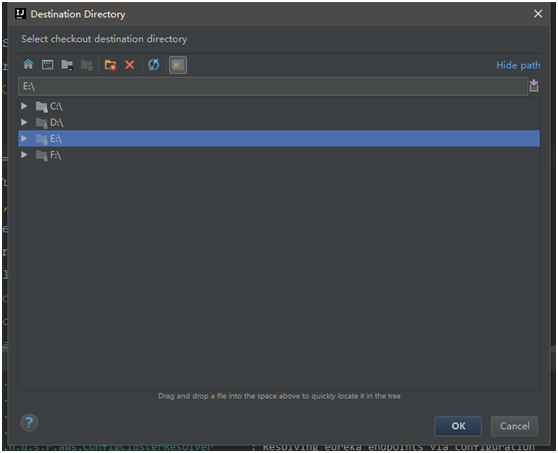 IJ Destination Directory
Select checkout destination directory
Hide path
E:\
C:\
D:\
E:\
F:\
Drag and drop a file into the space above to quickly locate it in the tree
?
OK
Cancel
.n.d.s.r.aws.ConfigClusterResolver : Resolving eureka endpoints via configuration